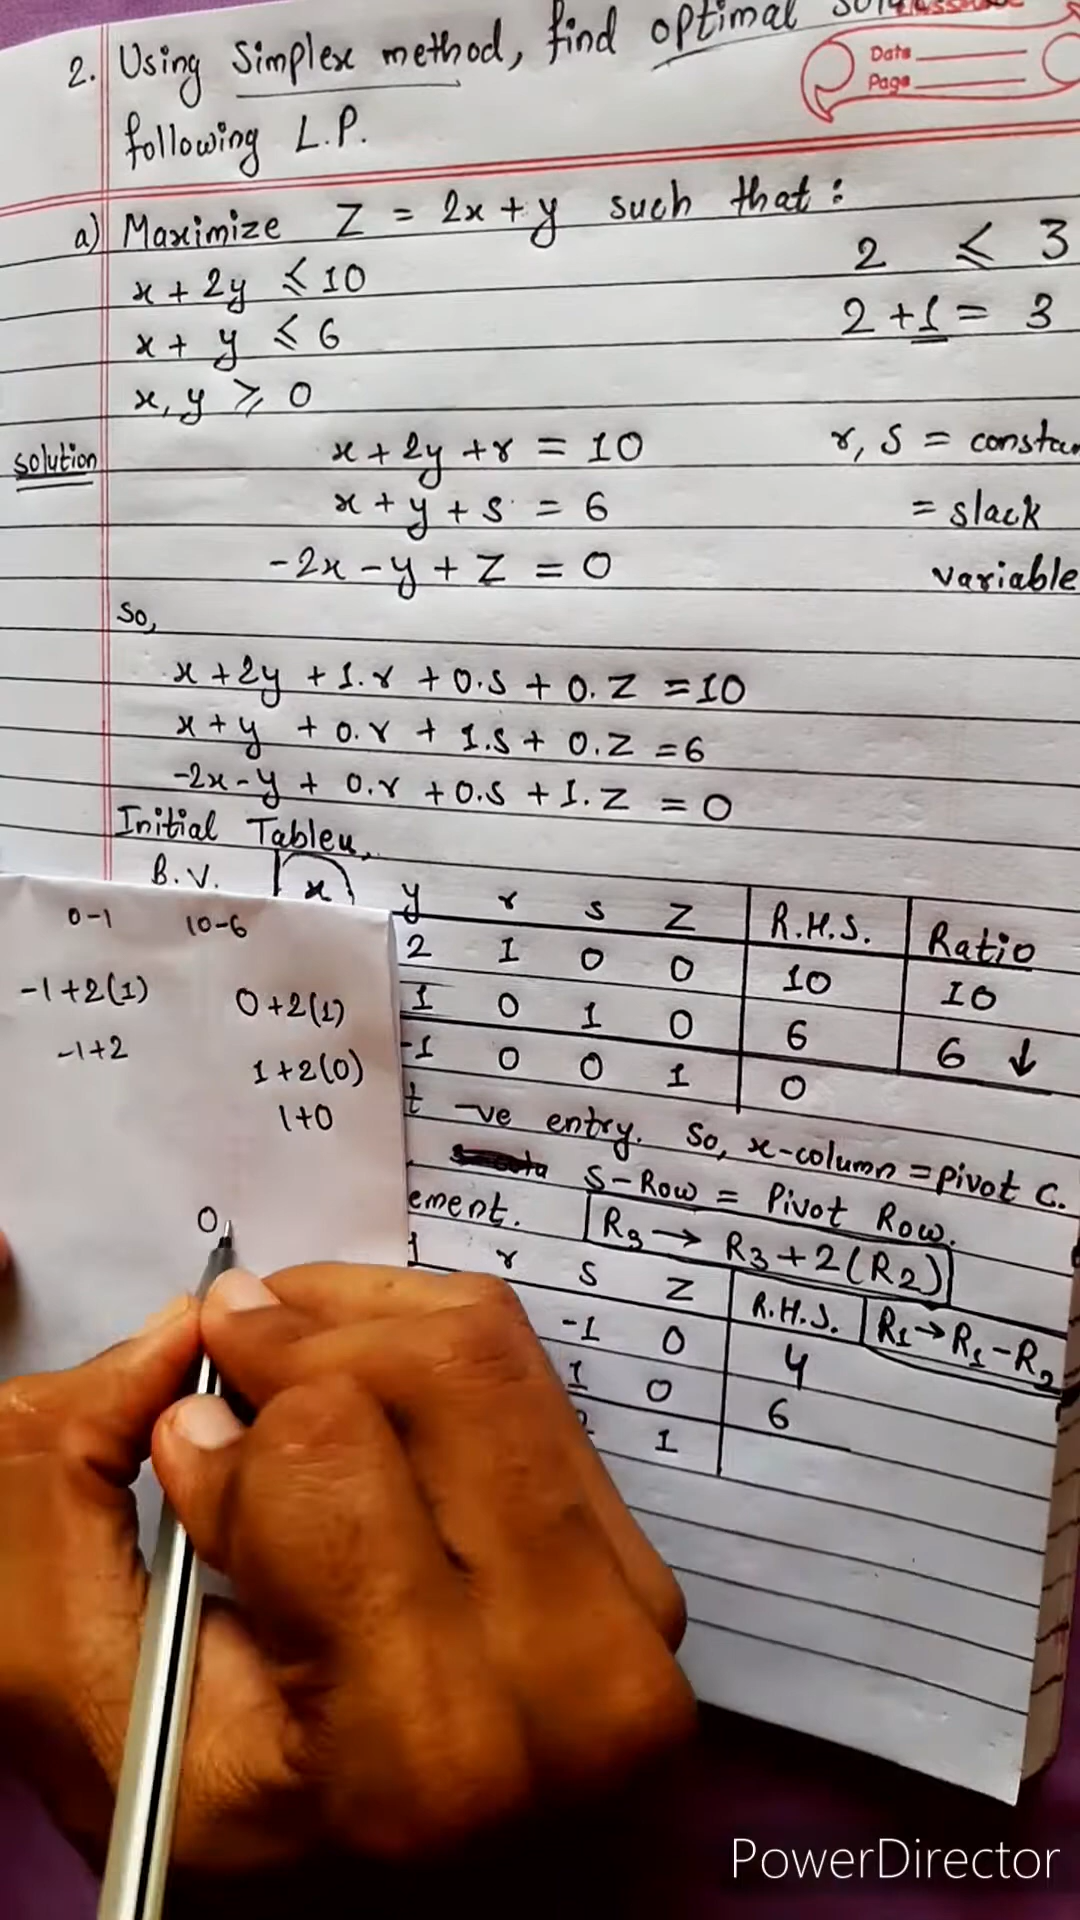 2. Using Simplex method, find optimal
Date
Page
following L.P.
a) Maximize Z = 2x + y such that:
x + 2y ≤ 10
2 ≤ 3
x + y ≤ 6
2 + 1 = 3
x, y ≥ 0
solution
x + 2y + r = 10
r, s =
x + y + s = 6
= slack
-2x - y + Z = 0
variable
So,
x + 2y + 1.r + 0.s + 0.Z = 10
x + y + 0.r + 1.s + 0.Z = 6
-2x - y + 0.r + 0.s + 1.Z = 0
Initial Tableu,
B.V. x y r s Z R.H.S. Ratio
2 1 0 0 10 10
1 0 1 0 6 6 ↓
-1 0 0 1 0
0-1 10-6
-1+2(1) 0+2(1)
-1+2 1+2(0)
1+0
0
-ve entry. So, x-column = pivot C.
S-Row = Pivot Row.
R3 → R3 + 2(R2)
r s Z R.H.S. R1 → R1 - R2
-1 0 4
1 0 6
1
PowerDirector